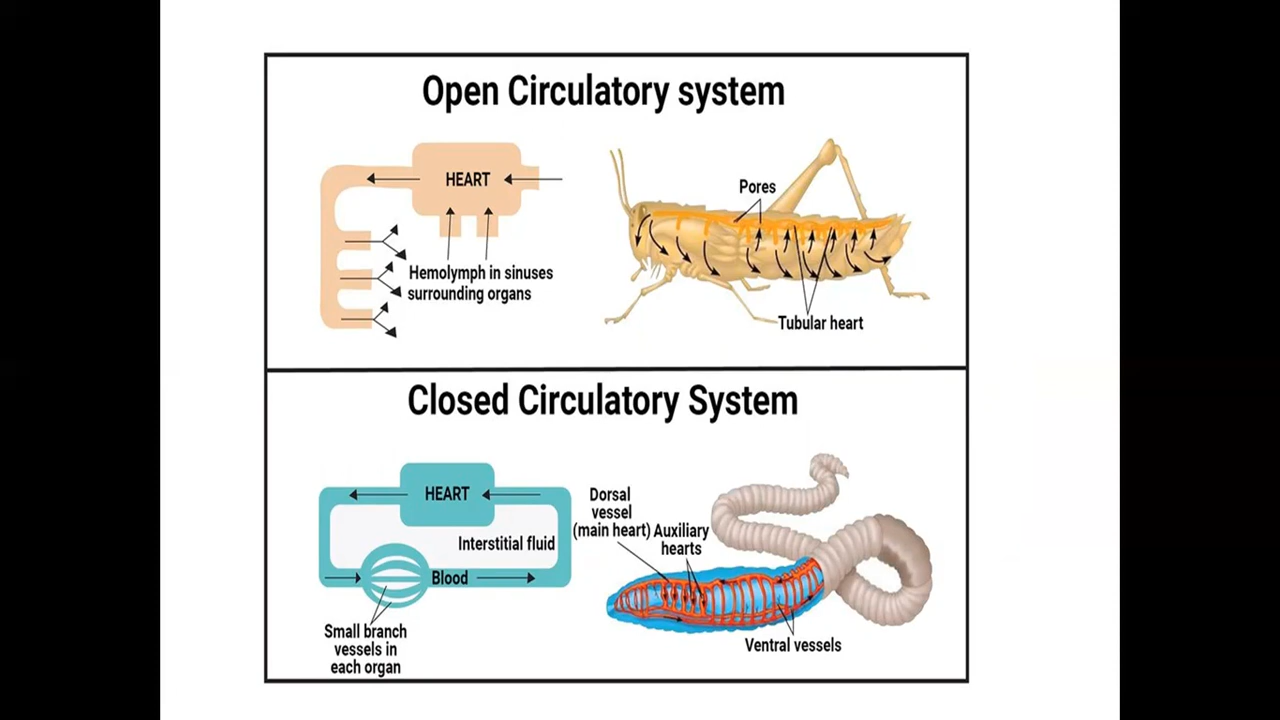 Open Circulatory system
HEART
Pores
Hemolymph in sinuses
surrounding organs
Tubular heart
Closed Circulatory System
HEART
Dorsal
vessel
(main heart)
Auxiliary
hearts
Interstitial fluid
Blood
Small branch
vessels in
each organ
Ventral vessels